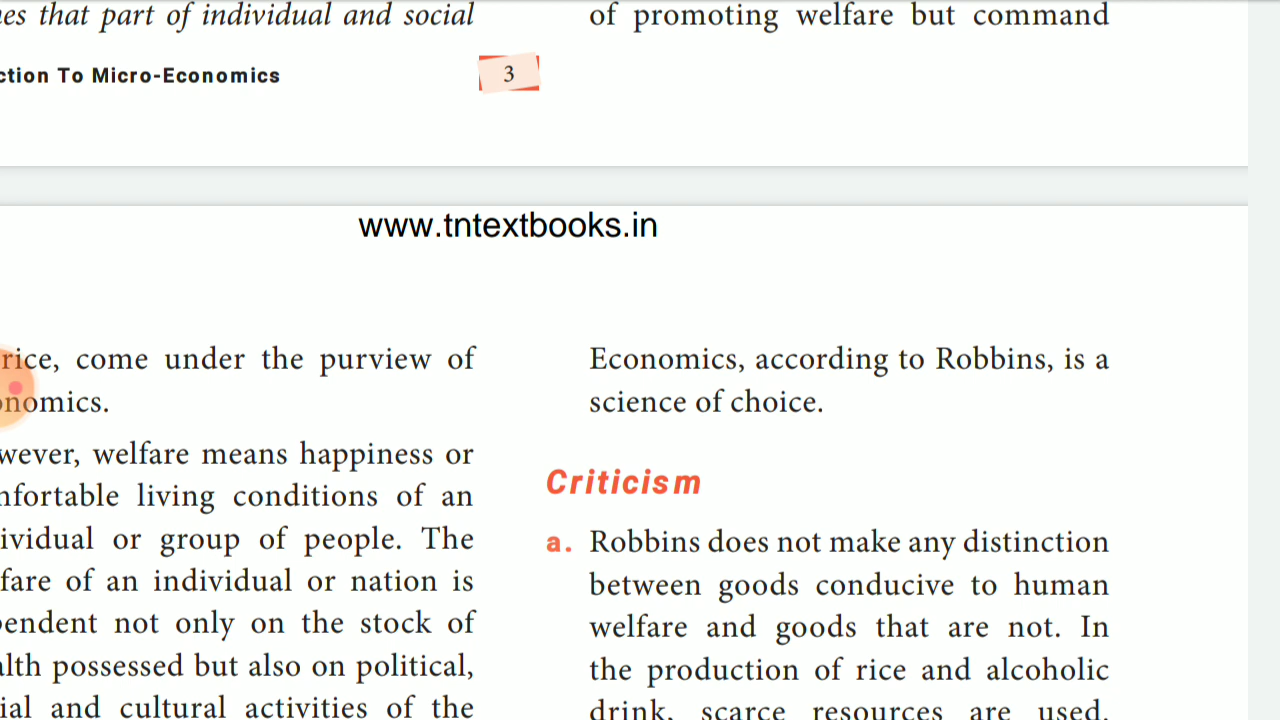 es that part of individual and social
ction To Micro-Economics
3
of promoting welfare but command
www.tntextbooks.in
rice, come under the purview of
onomics.
wever, welfare means happiness or
nfortable living conditions of an
ividual or group of people. The
fare of an individual or nation is
pendent not only on the stock of
alth possessed but also on political,
ial and cultural activities of the
Economics, according to Robbins, is a
science of choice.
Criticism
a. Robbins does not make any distinction
between goods conducive to human
welfare and goods that are not. In
the production of rice and alcoholic
drink, scarce resources are used.